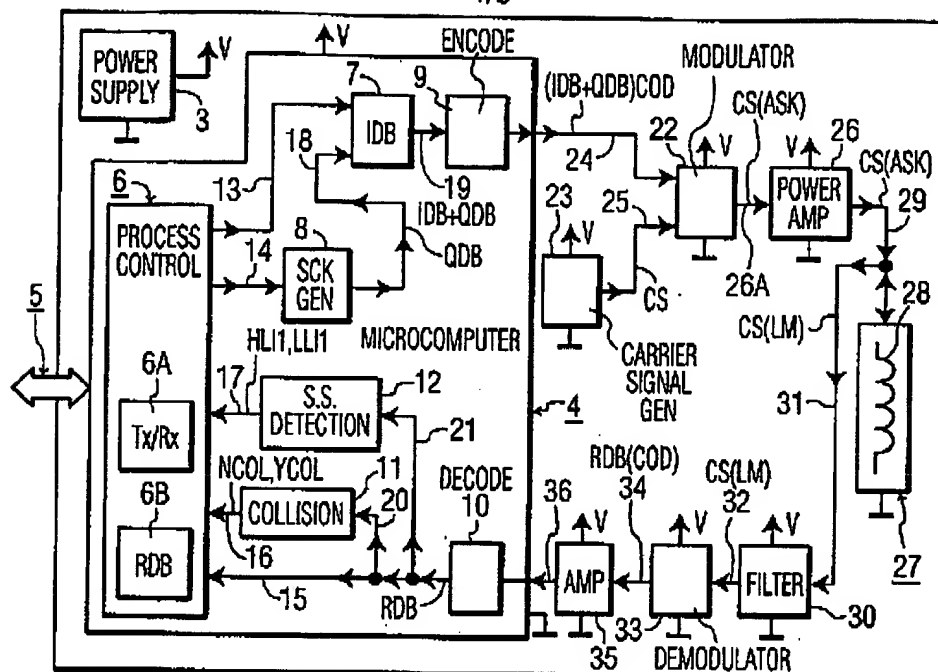 POWER
SUPPLY
3
V
V
ENCODE
7
9
IDB
18
13
19
IDB+QDB
QDB
(IDB+QDB)COD
24
MODULATOR
22
V
CS(ASK)
26
V
POWER
AMP
CS(ASK)
29
26A
23
V
25
CS
CARRIER
SIGNAL
GEN
6
PROCESS
CONTROL
14
8
SCK
GEN
MICROCOMPUTER
5
6A
Tx/Rx
6B
RDB
HLI1,LLI1
17
S.S.
DETECTION
12
21
4
NCOL,YCOL
COLLISION
11
20
16
15
RDB
DECODE
10
36
V
AMP
35
RDB(COD)
34
V
33
DEMODULATOR
CS(LM)
32
V
FILTER
30
CS(LM)
31
28
27